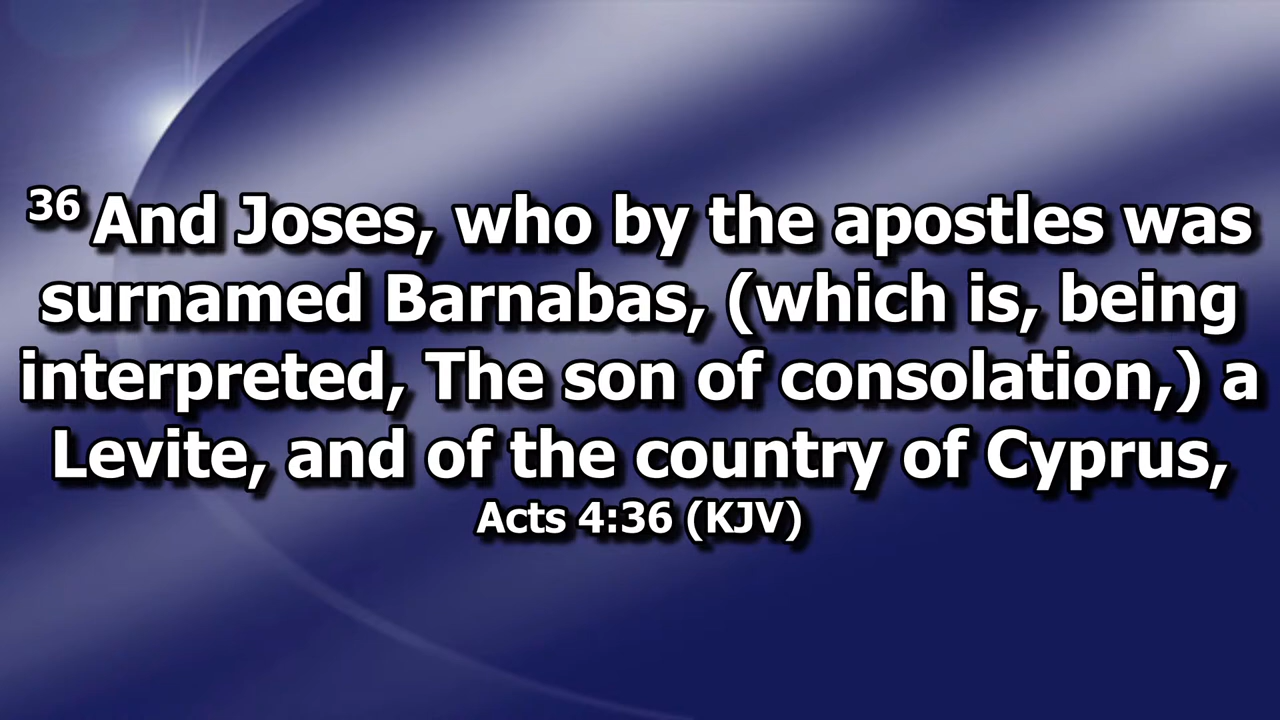 36 And Joses, who by the apostles was
surnamed Barnabas, (which is, being
interpreted, The son of consolation,) a
Levite, and of the country of Cyprus,
Acts 4:36 (KJV)